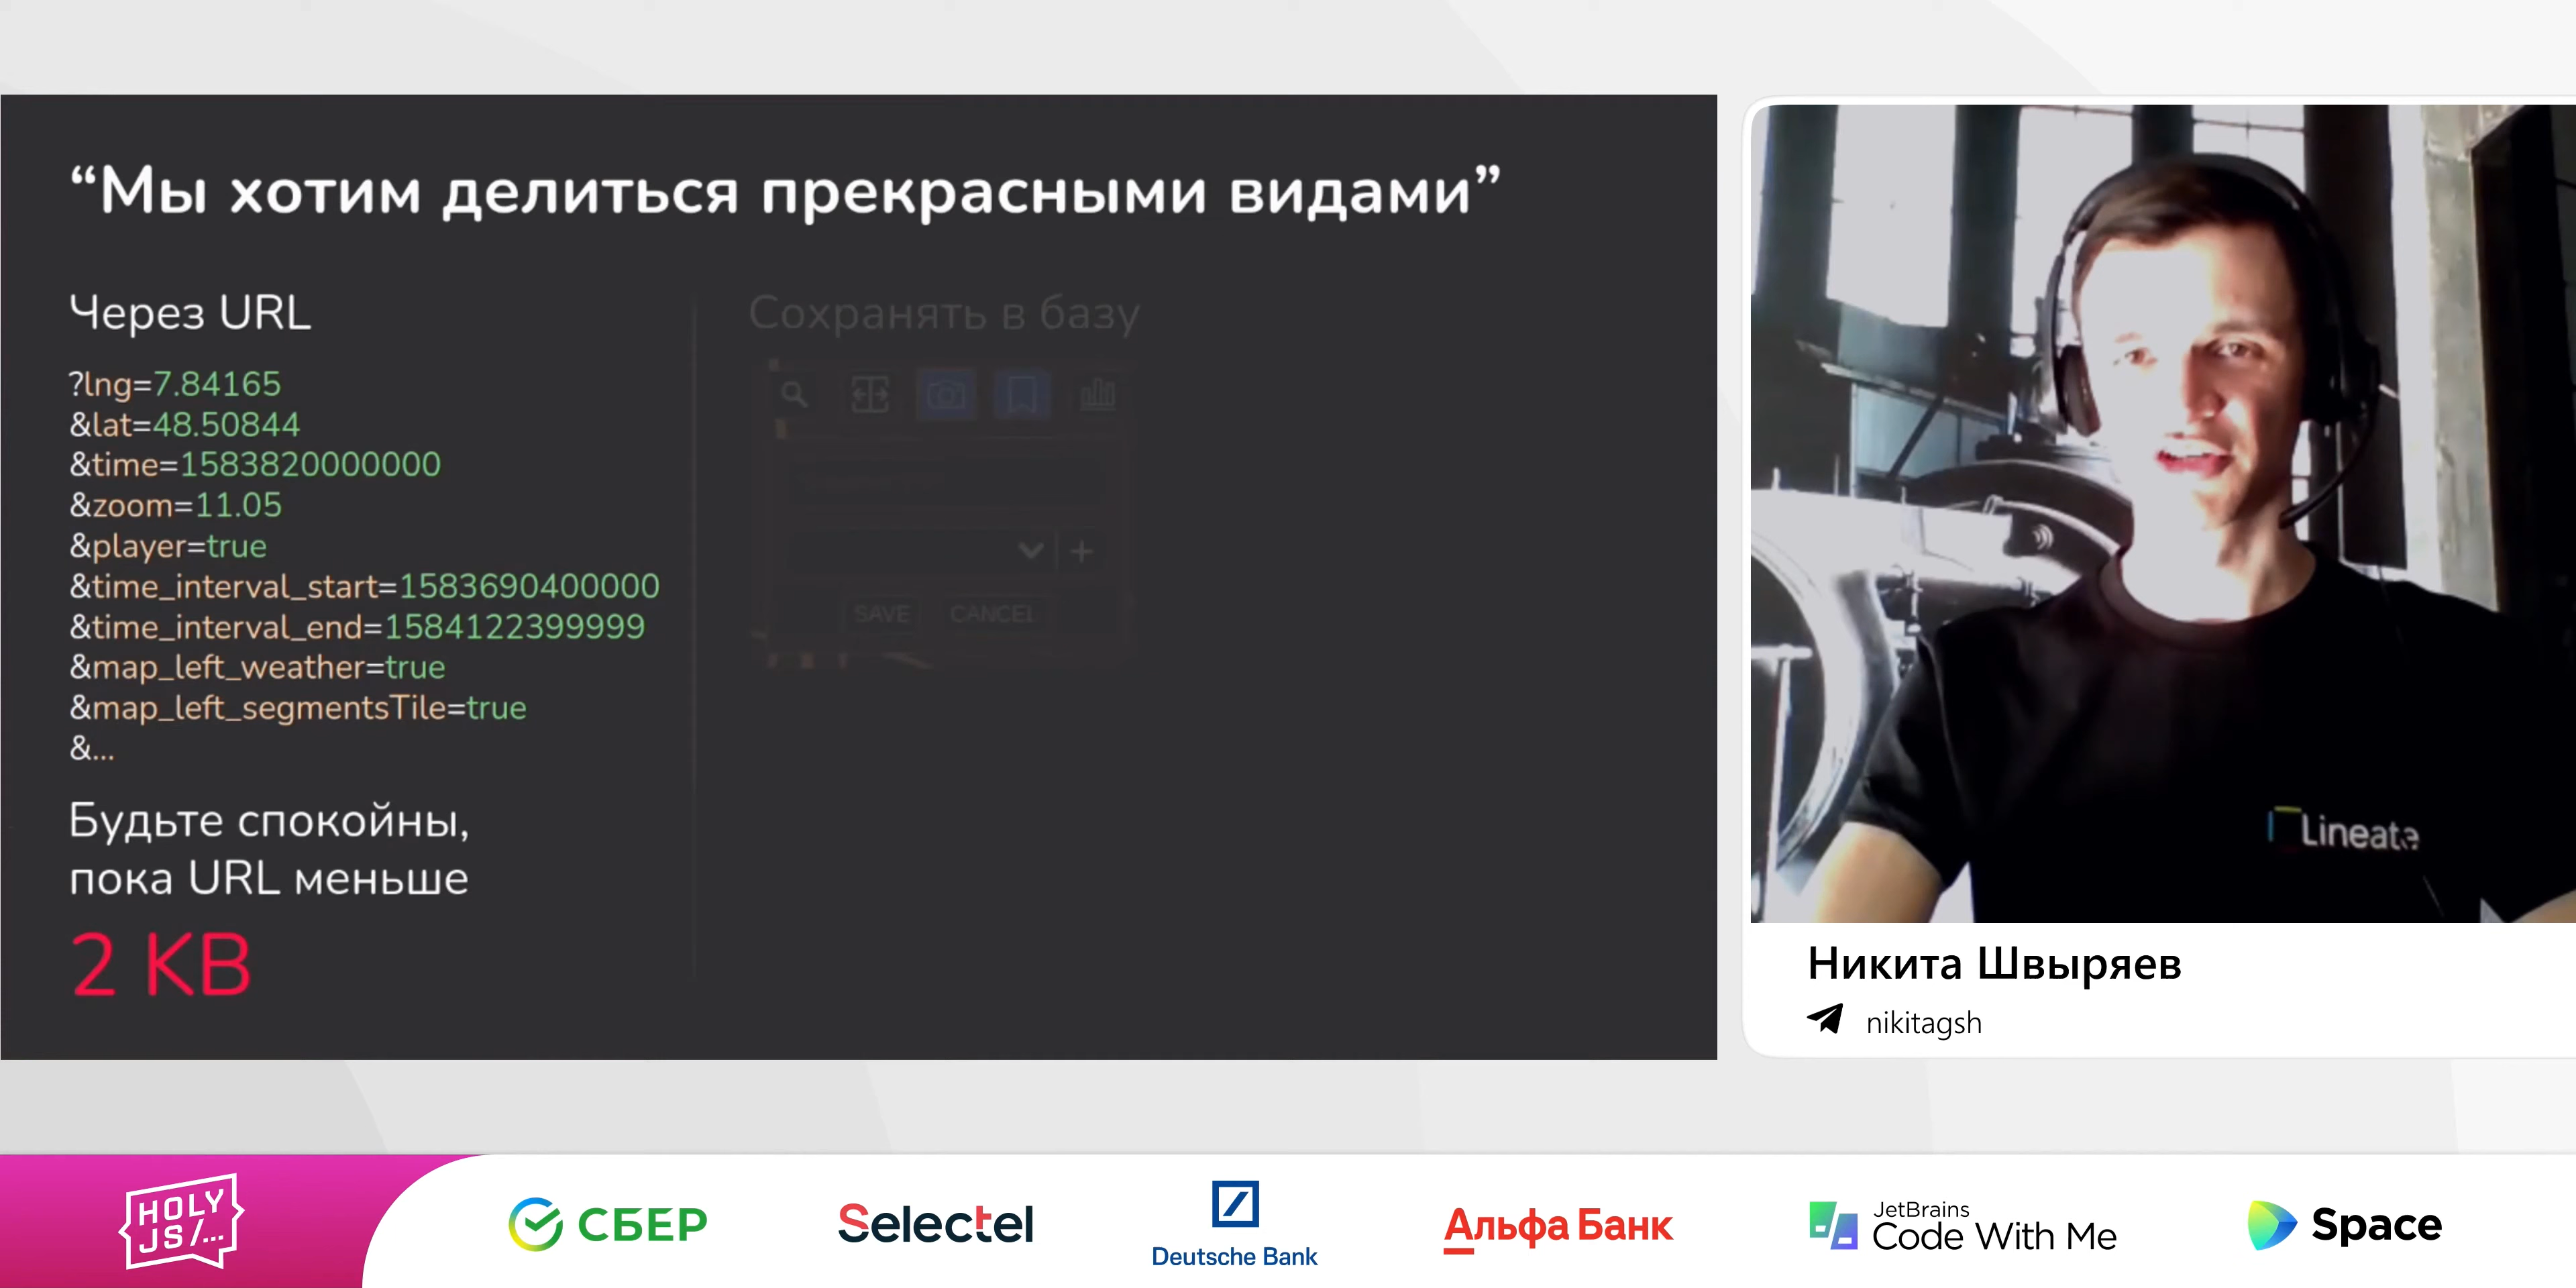 “Мы хотим делиться прекрасными видами”
Через URL
?lng=7.84165
&lat=48.50844
&time=1583820000000
&zoom=11.05
&player=true
&time_interval_start=1583690400000
&time_interval_end=1584122399999
&map_left_weather=true
&map_left_segmentsTile=true
&...
Будьте спокойны,
пока URL меньше
2 KB
Сохранять в базу
SAVE CANCEL
Lineate
Никита Швыряев
nikitagsh
HOLY
JS/...
СБЕР
Selectel
Deutsche Bank
Альфа Банк
JetBrains
Code With Me
Space